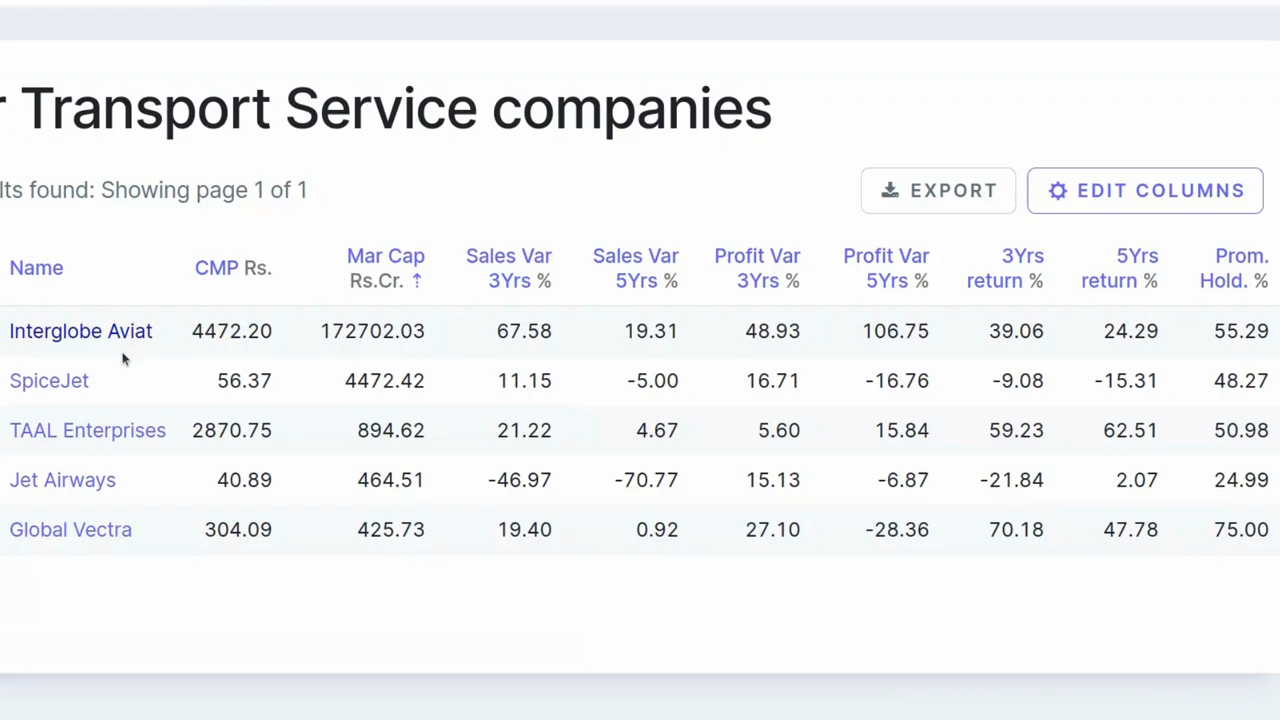 r Transport Service companies
lts found: Showing page 1 of 1
EXPORT
EDIT COLUMNS
Name CMP Rs. Mar Cap Rs.Cr. ↑ Sales Var 3Yrs % Sales Var 5Yrs % Profit Var 3Yrs % Profit Var 5Yrs % 3Yrs return % 5Yrs return % Prom. Hold. %
Interglobe Aviat 4472.20 172702.03 67.58 19.31 48.93 106.75 39.06 24.29 55.29
SpiceJet 56.37 4472.42 11.15 -5.00 16.71 -16.76 -9.08 -15.31 48.27
TAAL Enterprises 2870.75 894.62 21.22 4.67 5.60 15.84 59.23 62.51 50.98
Jet Airways 40.89 464.51 -46.97 -70.77 15.13 -6.87 -21.84 2.07 24.99
Global Vectra 304.09 425.73 19.40 0.92 27.10 -28.36 70.18 47.78 75.00